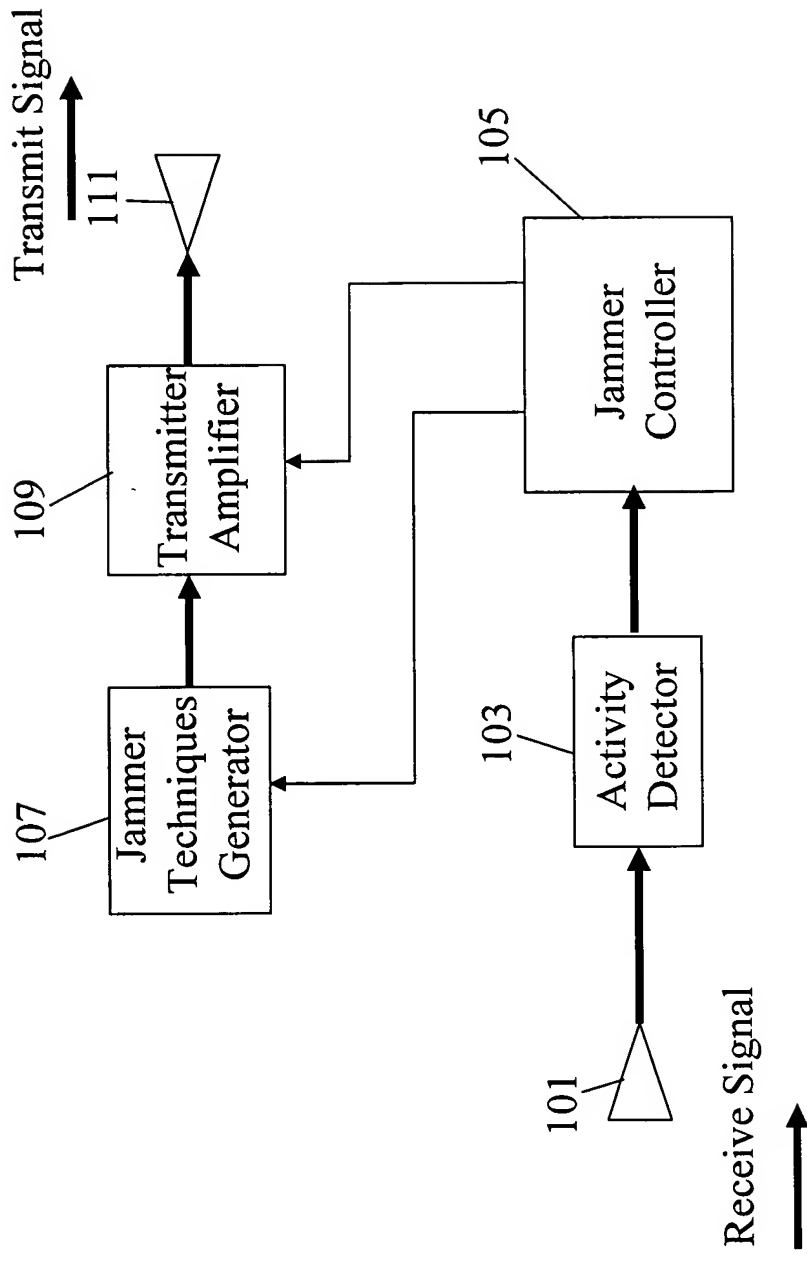 Transmit Signal
111
109
Transmitter
Amplifier
107
Jammer
Techniques
Generator
105
Jammer
Controller
103
Activity
Detector
101
Receive Signal